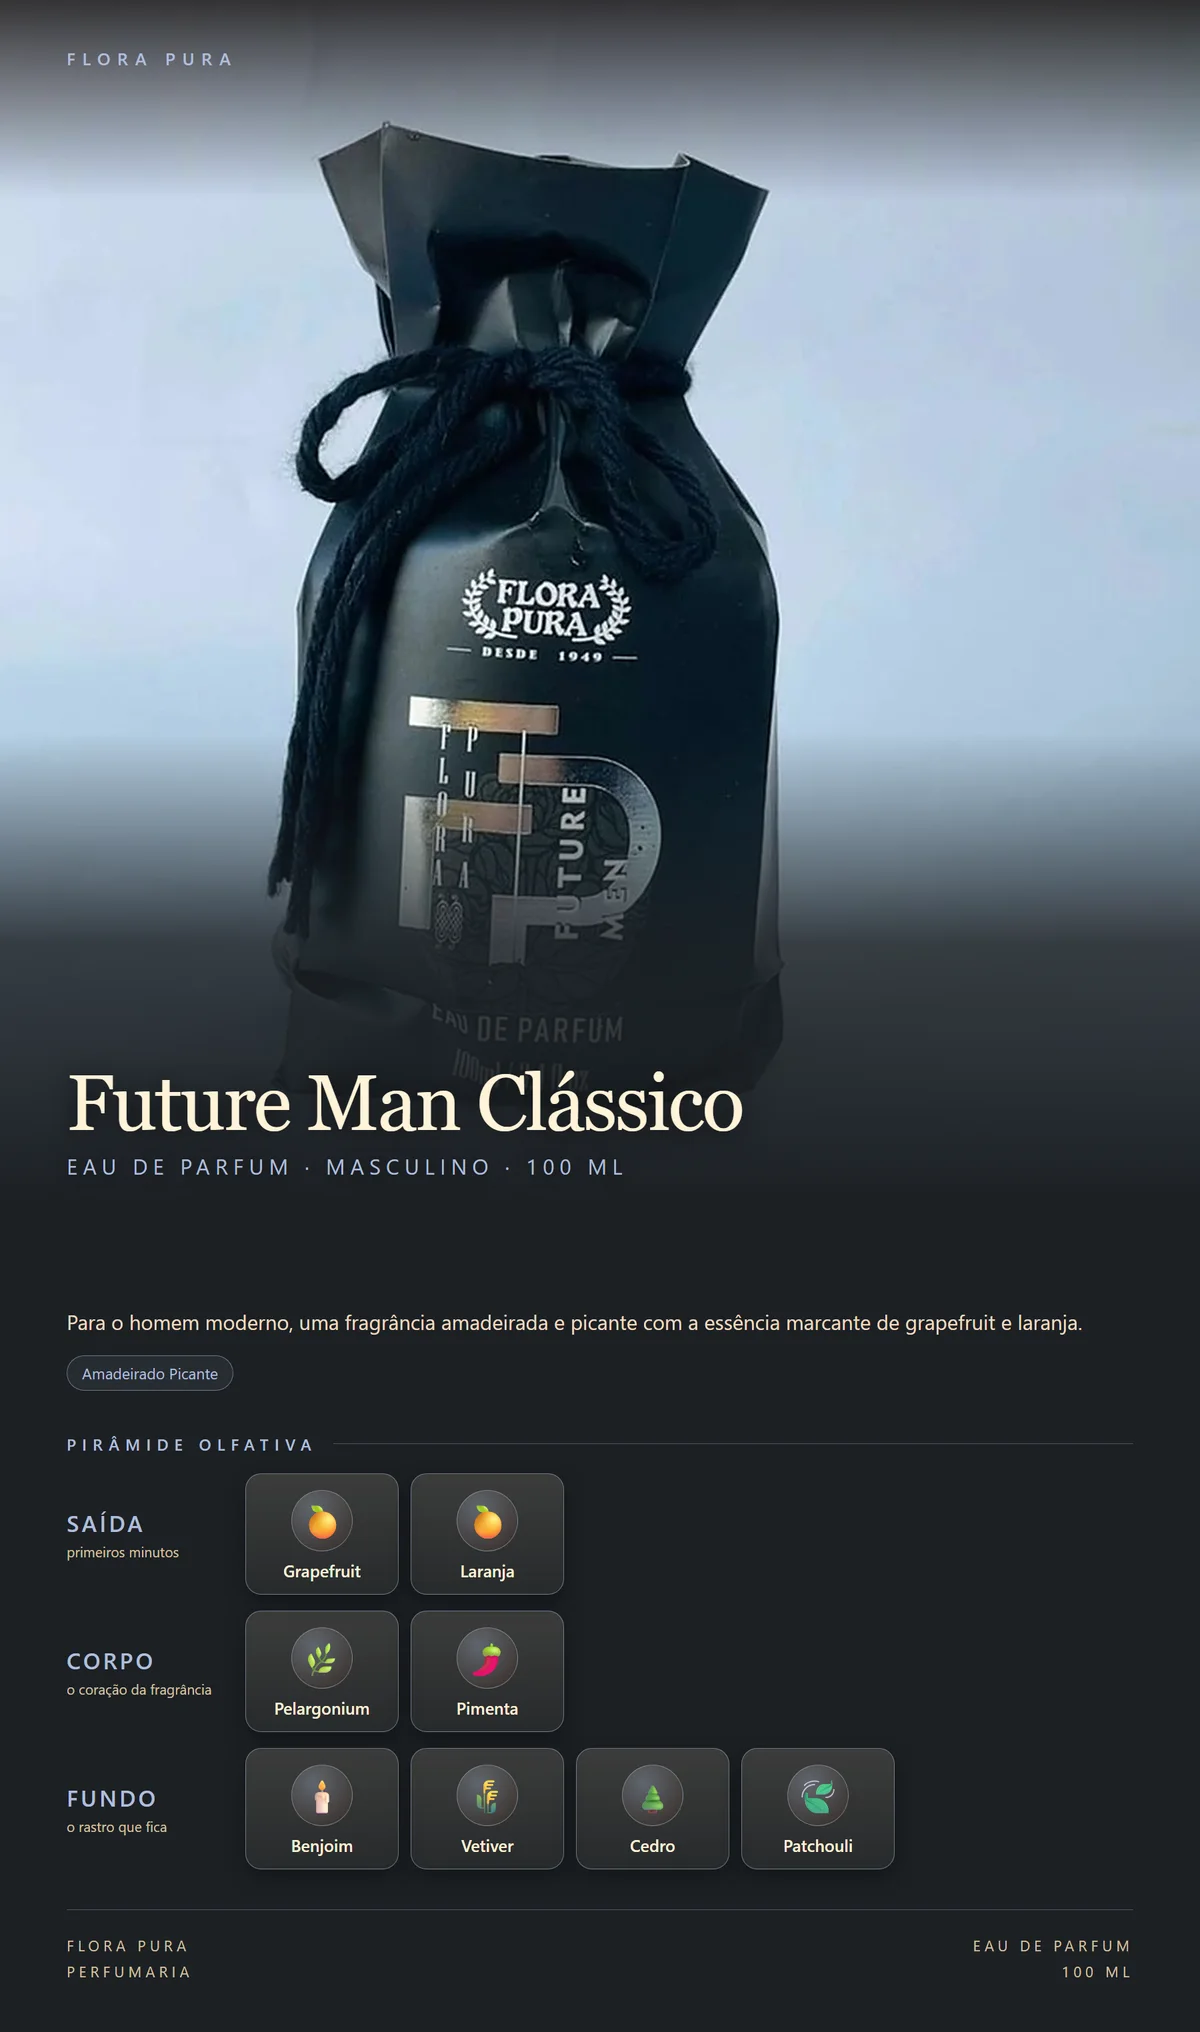 FLORA PURA
FLORA
PURA
DESDE 1949
FLORA
PURA
FUTURE
MEN
EAU DE PARFUM
100ml
Future Man Clássico
EAU DE PARFUM · MASCULINO · 100 ML
Para o homem moderno, uma fragrância amadeirada e picante com a essência marcante de grapefruit e laranja.
Amadeirado Picante
PIRÂMIDE OLFATIVA
SAÍDA
primeiros minutos
Grapefruit
Laranja
CORPO
o coração da fragrância
Pelargonium
Pimenta
FUNDO
o rastro que fica
Benjoim
Vetiver
Cedro
Patchouli
FLORA PURA
PERFUMARIA
EAU DE PARFUM
100 ML